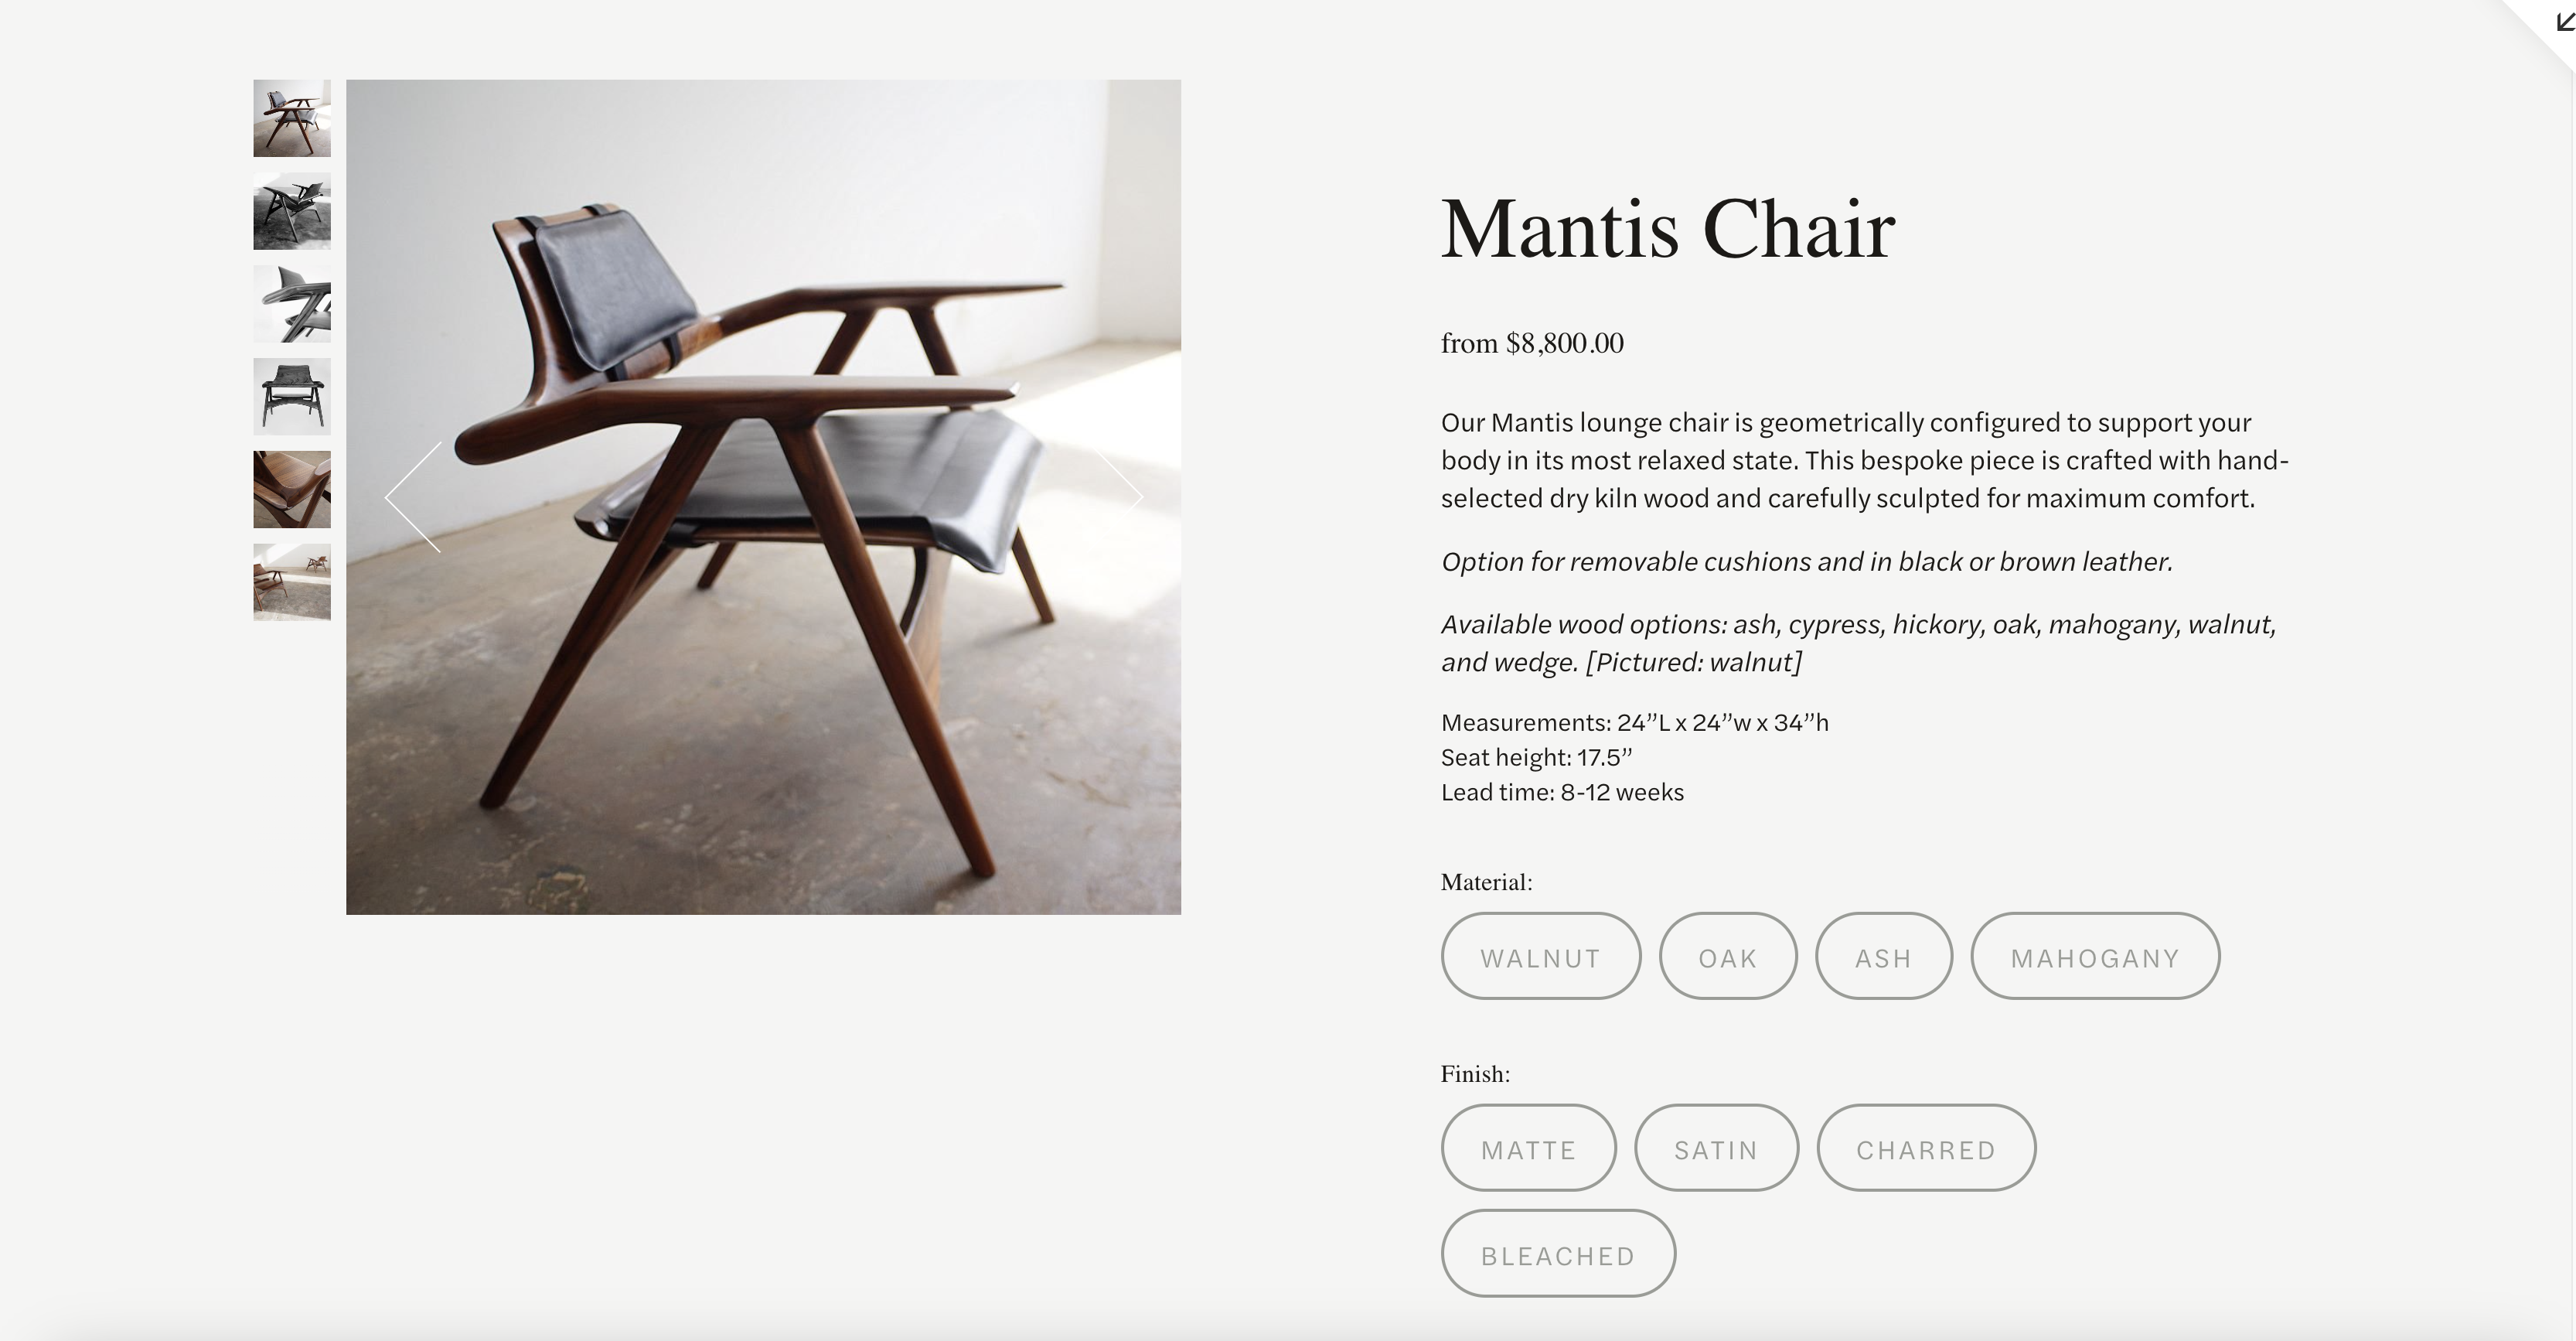 Mantis Chair
from $8,800.00
Our Mantis lounge chair is geometrically configured to support your
body in its most relaxed state. This bespoke piece is crafted with hand-
selected dry kiln wood and carefully sculpted for maximum comfort.
Option for removable cushions and in black or brown leather.
Available wood options: ash, cypress, hickory, oak, mahogany, walnut,
and wedge. [Pictured: walnut]
Measurements: 24”L x 24”w x 34”h
Seat height: 17.5”
Lead time: 8-12 weeks
Material:
WALNUT OAK ASH MAHOGANY
Finish:
MATTE SATIN CHARRED
BLEACHED